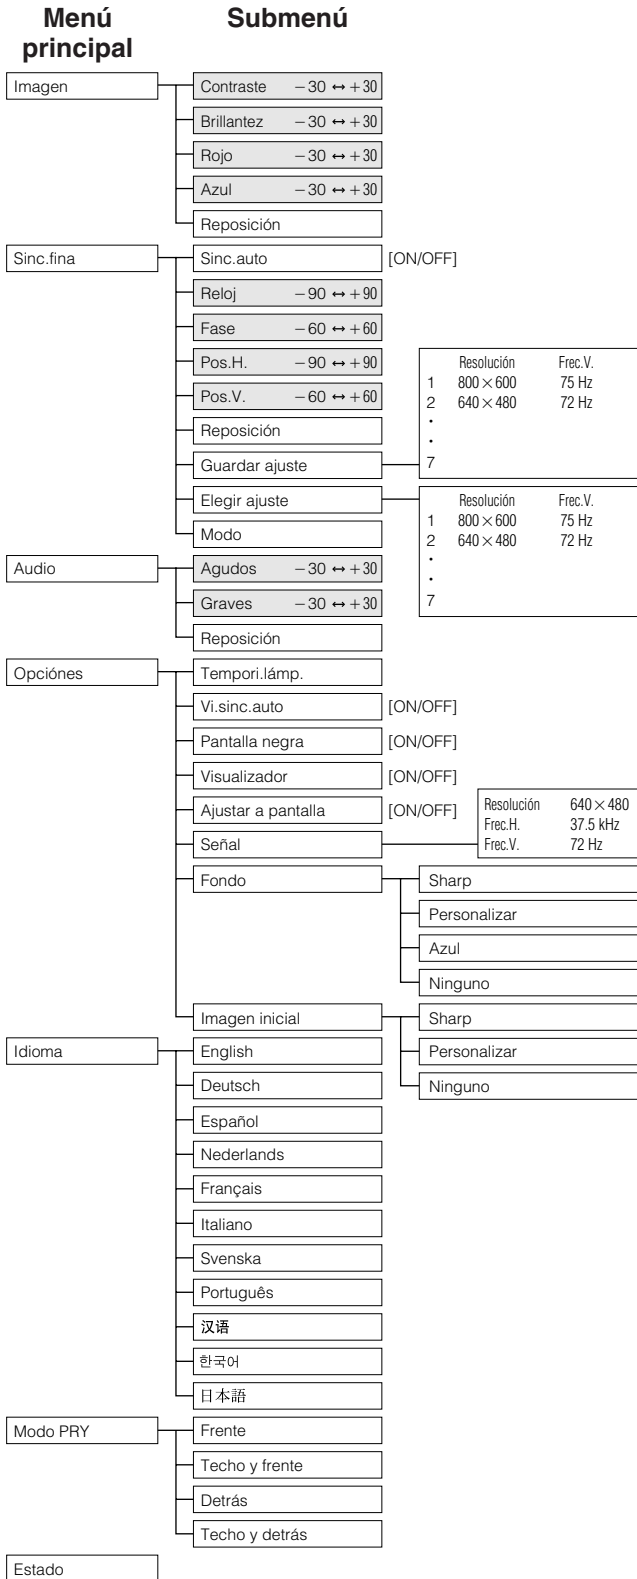 Menú principal Submenú
Imagen
Contraste −30 ↔ +30
Brillantez −30 ↔ +30
Rojo −30 ↔ +30
Azul −30 ↔ +30
Reposición
Sinc.fina
Sinc.auto [ON/OFF]
Reloj −90 ↔ +90
Fase −60 ↔ +60
Pos.H. −90 ↔ +90
Pos.V. −60 ↔ +60
Reposición
Guardar ajuste
Resolución Frec.V.
1 800 × 600 75 Hz
2 640 × 480 72 Hz
•
•
7
Elegir ajuste
Resolución Frec.V.
1 800 × 600 75 Hz
2 640 × 480 72 Hz
•
•
7
Modo
Audio
Agudos −30 ↔ +30
Graves −30 ↔ +30
Reposición
Opciónes
Tempori.lámp.
Vi.sinc.auto [ON/OFF]
Pantalla negra [ON/OFF]
Visualizador [ON/OFF]
Ajustar a pantalla [ON/OFF]
Señal
Resolución 640 × 480
Frec.H. 37.5 kHz
Frec.V. 72 Hz
Fondo
Sharp
Personalizar
Azul
Ninguno
Imagen inicial
Sharp
Personalizar
Ninguno
Idioma
English
Deutsch
Español
Nederlands
Français
Italiano
Svenska
Português
汉语
한국어
日本語
Modo PRY
Frente
Techo y frente
Detrás
Techo y detrás
Estado